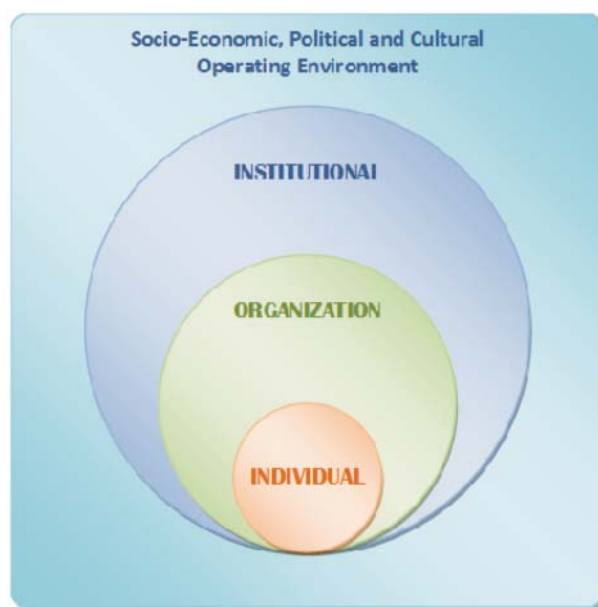 Socio-Economic, Political and Cultural
Operating Environment
INSTITUTIONAL
ORGANIZATION
INDIVIDUAL